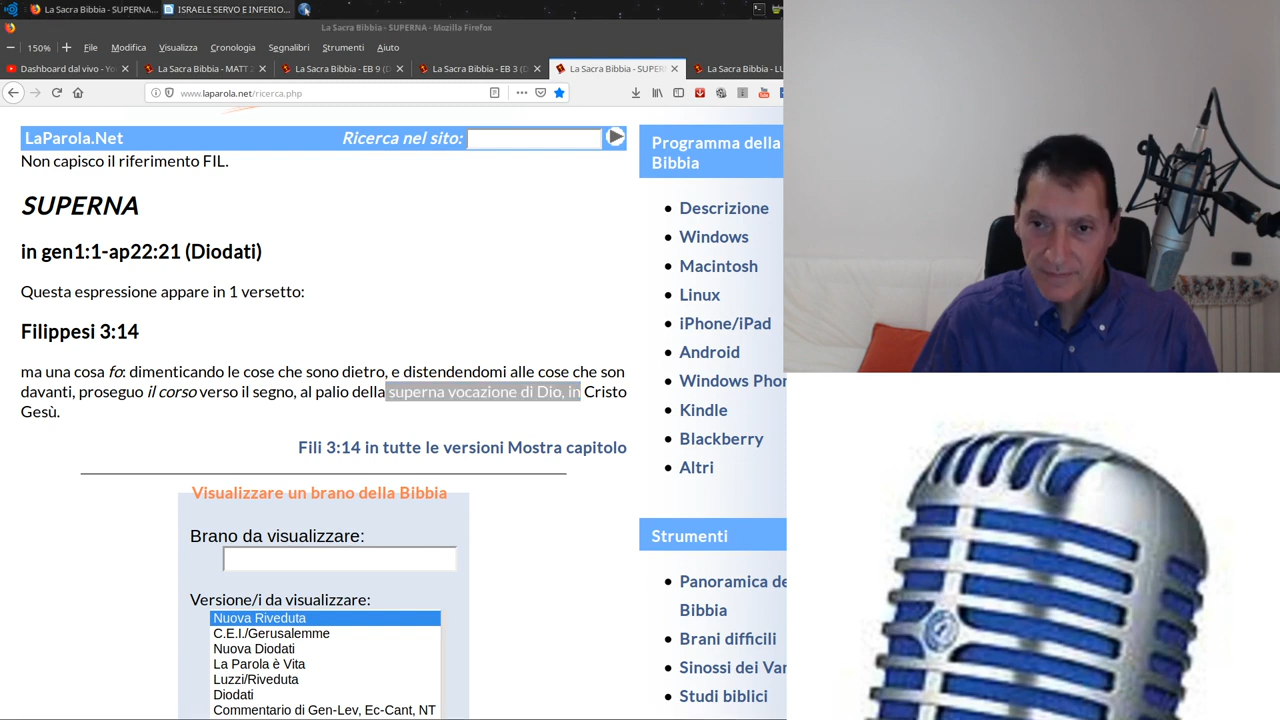 La Sacra Bibbia - SUPERNA...
ISRAELE SERVO E INFERIO...
La Sacra Bibbia - SUPERNA - Mozilla Firefox
150%
File Modifica Visualizza Cronologia Segnalibri Strumenti Aiuto
Dashboard dal vivo - Yo
La Sacra Bibbia - MATT 2
La Sacra Bibbia - EB 9 (D
La Sacra Bibbia - EB 3 (D
La Sacra Bibbia - SUPER
La Sacra Bibbia - LU
www.laparola.net/ricerca.php
LaParola.Net
Ricerca nel sito:
Non capisco il riferimento FIL.
SUPERNA
in gen1:1-ap22:21 (Diodati)
Questa espressione appare in 1 versetto:
Filippesi 3:14
ma una cosa fo: dimenticando le cose che sono dietro, e distendendomi alle cose che son
davanti, proseguo il corso verso il segno, al palio della superna vocazione di Dio, in Cristo
Gesù.
Fili 3:14 in tutte le versioni Mostra capitolo
Visualizzare un brano della Bibbia
Brano da visualizzare:
Versione/i da visualizzare:
Nuova Riveduta
C.E.I./Gerusalemme
Nuova Diodati
La Parola è Vita
Luzzi/Riveduta
Diodati
Commentario di Gen-Lev, Ec-Cant, NT
Programma della
Bibbia
Descrizione
Windows
Macintosh
Linux
iPhone/iPad
Android
Windows Phon
Kindle
Blackberry
Altri
Strumenti
Panoramica de
Bibbia
Brani difficili
Sinossi dei Van
Studi biblici